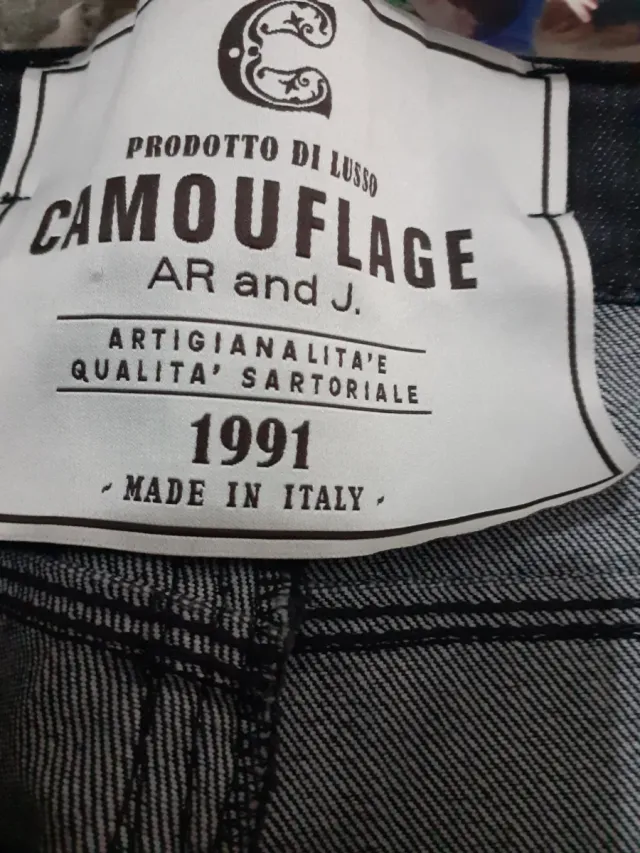 C
PRODOTTO DI LUSSO
CAMOUFLAGE
AR and J.
ARTIGIANALITA'E
QUALITA' SARTORIALE
1991
- MADE IN ITALY -